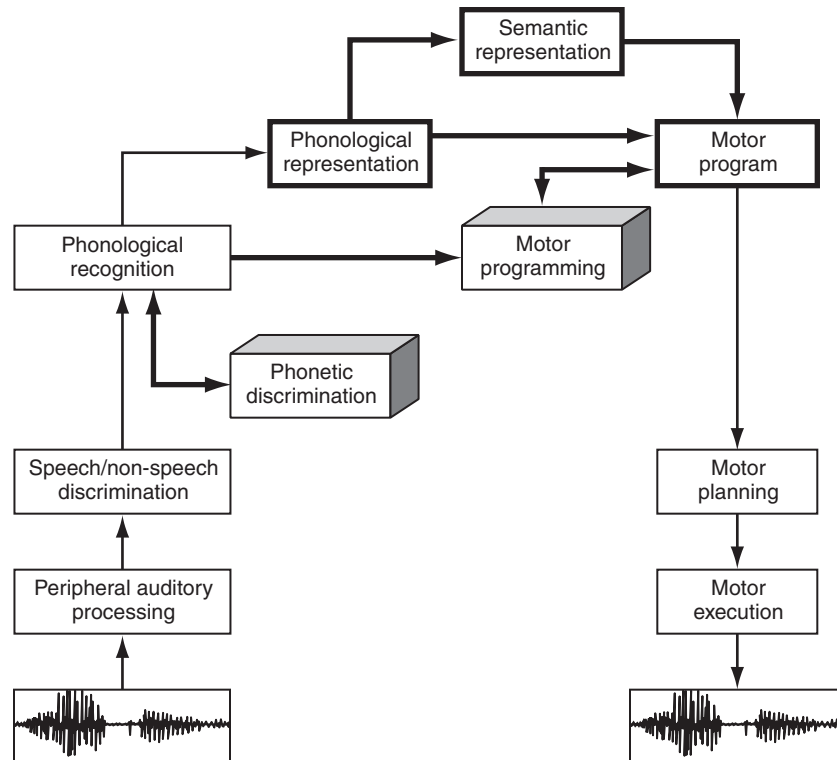 Semantic
representation
Phonological
representation
Motor
program
Phonological
recognition
Motor
programming
Phonetic
discrimination
Speech/non-speech
discrimination
Motor
planning
Peripheral auditory
processing
Motor
execution